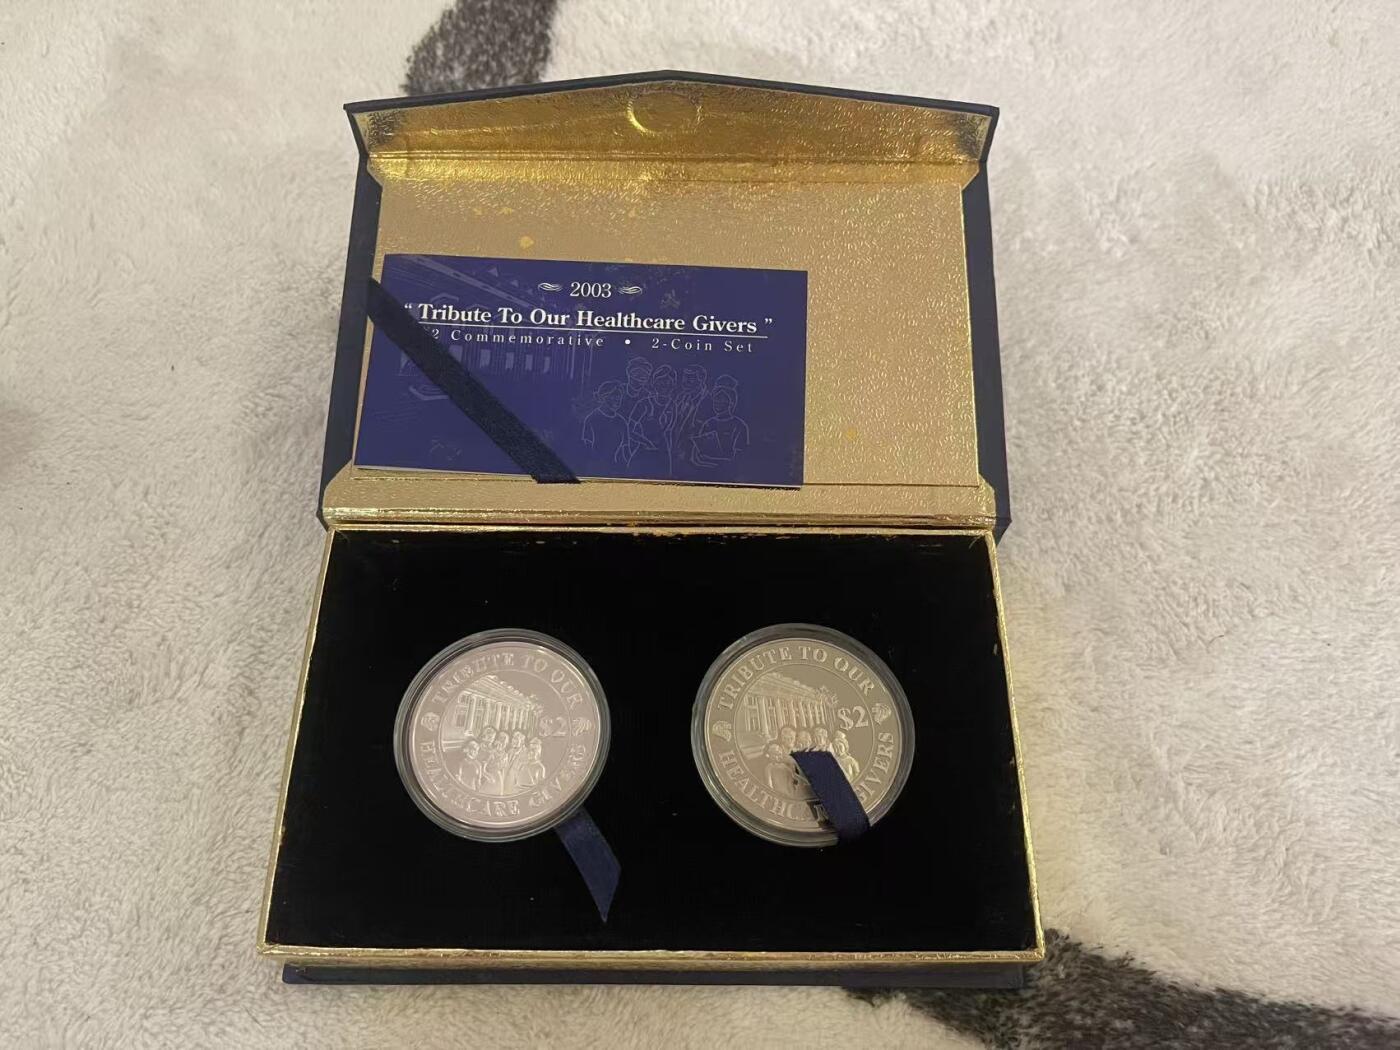 2003
“ Tribute To Our Healthcare Givers ”
2 Commemorative • 2-Coin Set
TRIBUTE TO OUR
$2
HEALTHCARE GIVERS
TRIBUTE TO OUR
$2
GIVERS